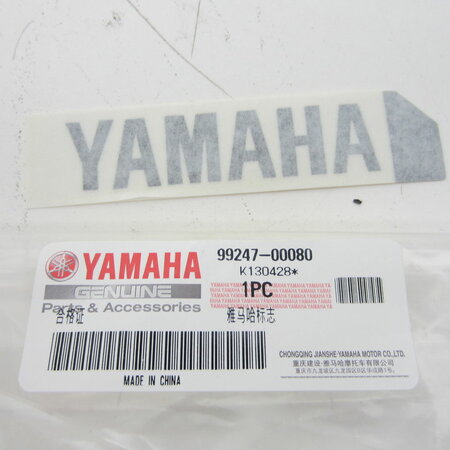 YAMAHA
YAMAHA
GENUINE
Parts & Accessories
合格证
99247-00080
K130428*
1PC
雅马哈标志
CHONGQING JIANSHE·YAMAHA MOTOR CO.,LTD.
重庆建设·雅马哈摩托车有限公司
MADE IN CHINA